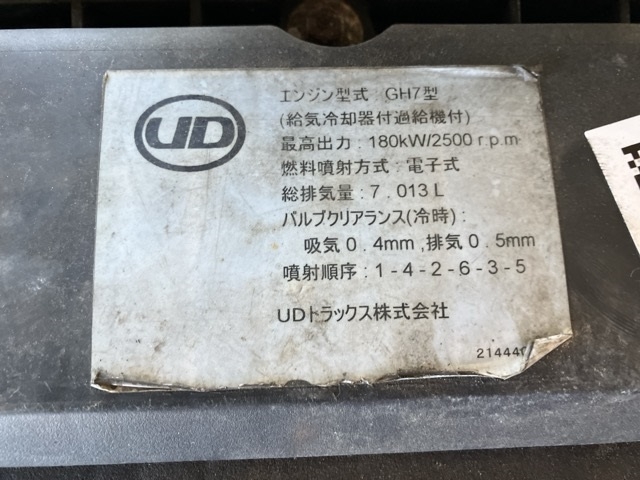 UD
エンジン型式 GH7型
(給気冷却器付過給機付)
最高出力:180kW/2500 r.p.m
燃料噴射方式:電子式
総排気量:7.013 L
バルブクリアランス(冷時):
吸気 0.4mm ,排気 0.5mm
噴射順序:1-4-2-6-3-5
UDトラックス株式会社